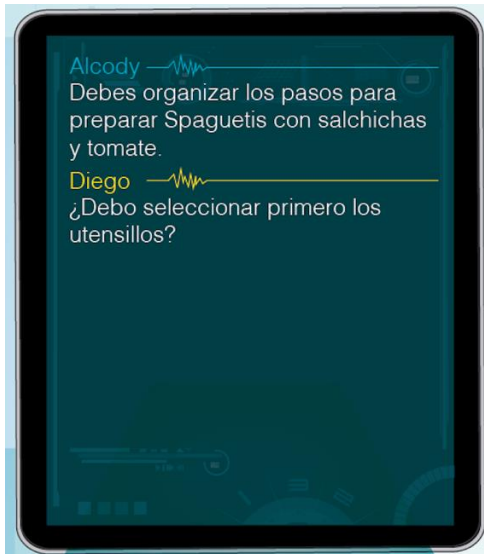 Alcody
Debes organizar los pasos para
preparar Spaguetis con salchichas
y tomate.
Diego
¿Debo seleccionar primero los
utensillos?